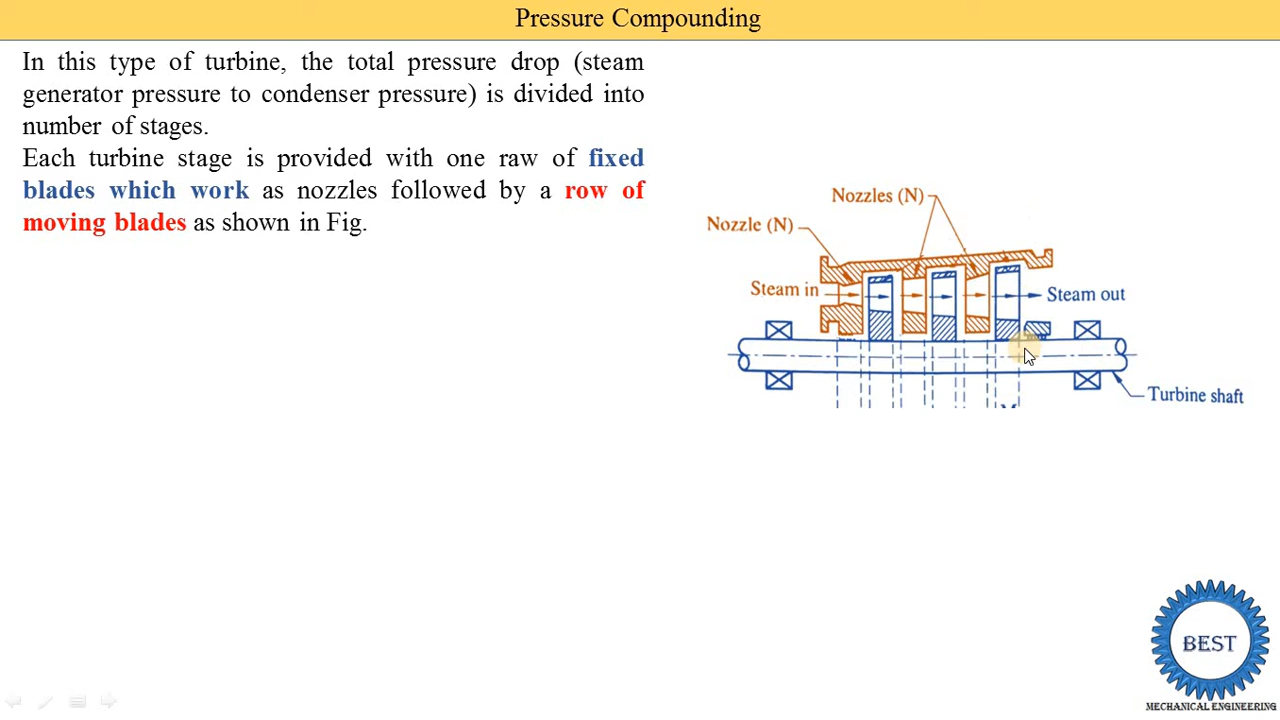 Pressure Compounding
In this type of turbine, the total pressure drop (steam
generator pressure to condenser pressure) is divided into
number of stages.
Each turbine stage is provided with one raw of fixed
blades which work as nozzles followed by a row of
moving blades as shown in Fig.
Nozzles (N)
Nozzle (N)
Steam in
Steam out
Turbine shaft
BEST
MECHANICAL ENGINEERING